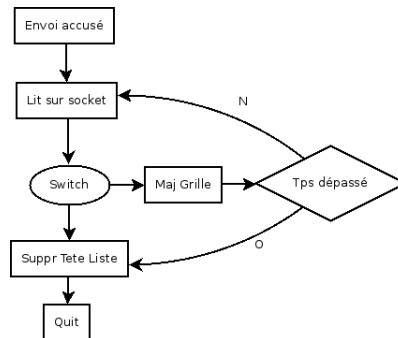 Envoi accusé
Lit sur socket
N
Switch
Maj Grille
Tps dépassé
O
Suppr Tete Liste
Quit